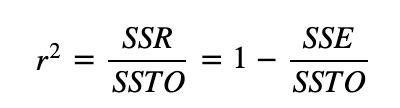 r² = SSR/SSTO = 1 − SSE/SSTO